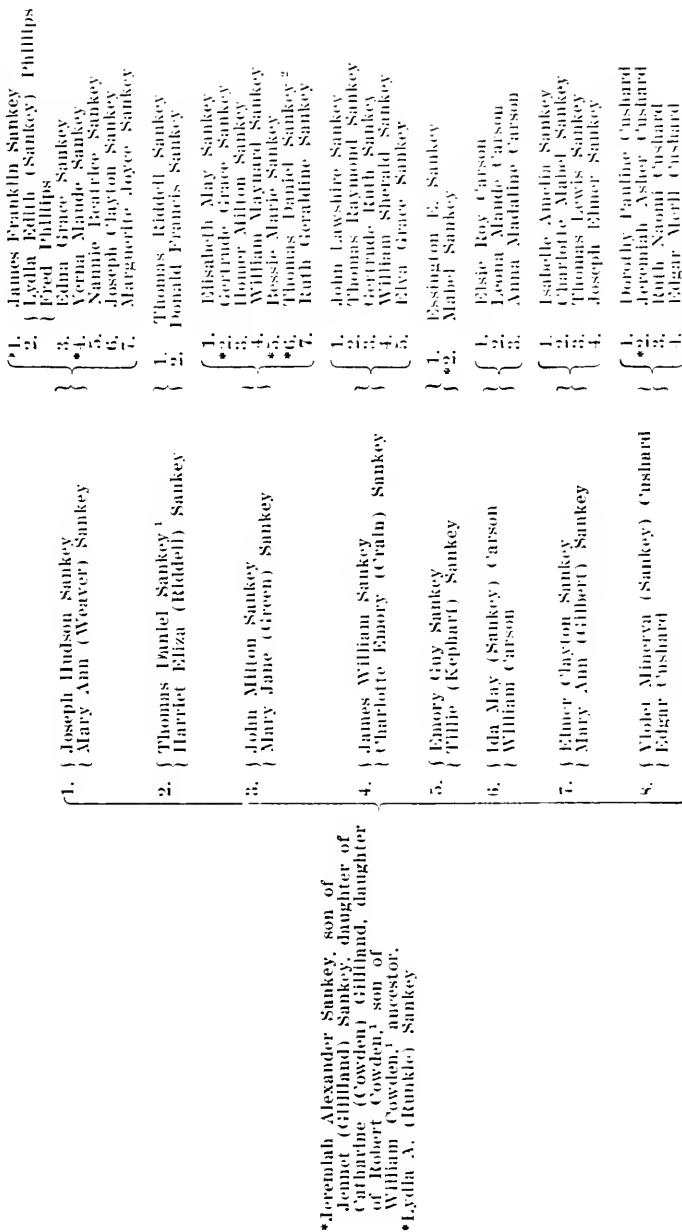 *Jeremiah Alexander Sankey, son of
Jennet (Gilliland) Sankey, daughter of
Catharine (Cowden) Gilliland, daughter
of Robert Cowden,¹ son of
William Cowden,¹ ancestor.
*Lydia A. (Runkle) Sankey
1. Joseph Hudson Sankey
Mary Ann (Weaver) Sankey
*1. James Franklin Sankey
2. Lydia Edith (Sankey) Phillips
Fred Phillips
3. Edna Grace Sankey
*4. Verna Maude Sankey
5. Nannie Beatrice Sankey
6. Joseph Clayton Sankey
7. Marguerite Joyce Sankey
2. Thomas Daniel Sankey¹
Harriet Eliza (Riddell) Sankey
1. Thomas Riddell Sankey
2. Donald Francis Sankey
3. John Milton Sankey
Mary Jane (Green) Sankey
1. Elisabeth May Sankey
*2. Gertrude Grace Sankey
3. Homer Milton Sankey
4. William Maynard Sankey
*5. Bessie Marie Sankey
*6. Thomas Daniel Sankey²
7. Ruth Geraldine Sankey
4. James William Sankey
Charlotte Emory (Crain) Sankey
1. John Lawshire Sankey
2. Thomas Raymond Sankey
3. Gertrude Ruth Sankey
4. William Sherald Sankey
5. Elva Grace Sankey
5. Emory Guy Sankey
Tillie (Kephart) Sankey
1. Essington E. Sankey
*2. Mabel Sankey
6. Ida May (Sankey) Carson
William Carson
1. Elsie Roy Carson
2. Leona Maude Carson
3. Anna Madaline Carson
7. Elmer Clayton Sankey
Mary Ann (Gilbert) Sankey
1. Isabelle Amelia Sankey
2. Charlotte Mabel Sankey
3. Thomas Lewis Sankey
4. Joseph Elmer Sankey
8. Violet Minerva (Sankey) Cushard
Edgar Cushard
1. Dorothy Pauline Cushard
*2. Jeremiah Asher Cushard
3. Ruth Naomi Cushard
4. Edgar Merll Cushard